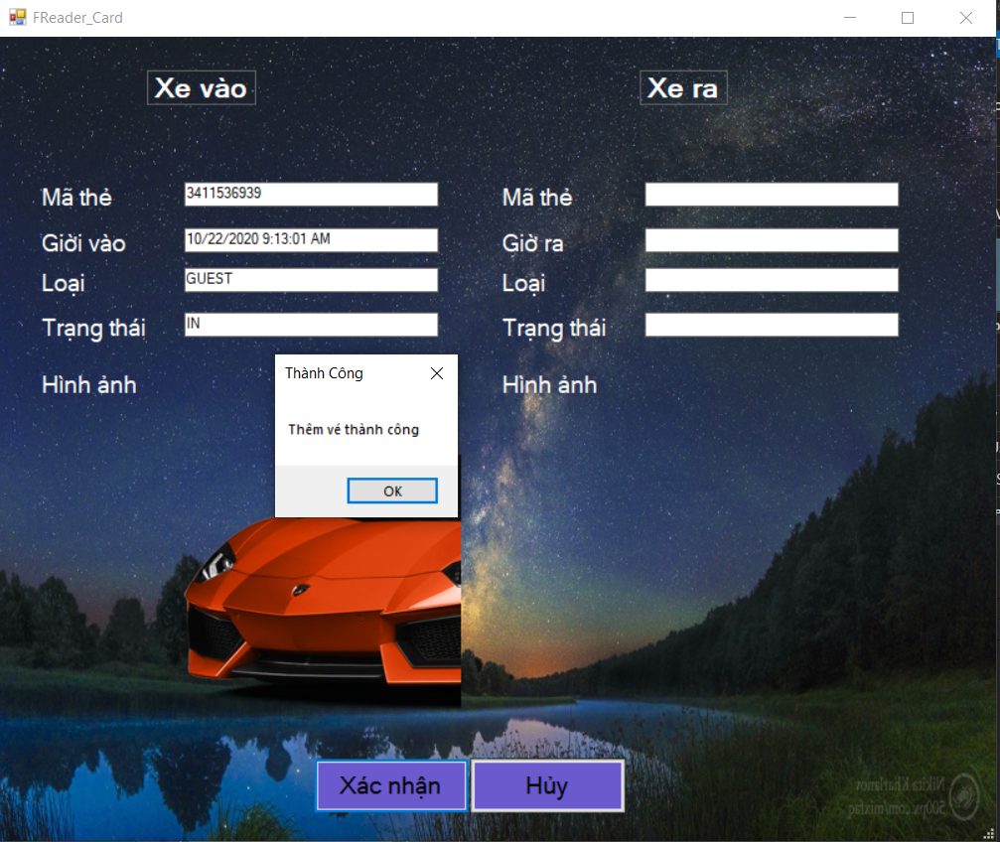 FReader_Card
Xe vào
Xe ra
Mã thẻ
3411536939
Giời vào
10/22/2020 9:13:01 AM
Loại
GUEST
Trạng thái
IN
Hình ảnh
Mã thẻ
Giờ ra
Loại
Trạng thái
Hình ảnh
Thành Công
Thêm vé thành công
OK
Xác nhận
Hủy
Nikita Kharlanov
500px.com/mixfaq